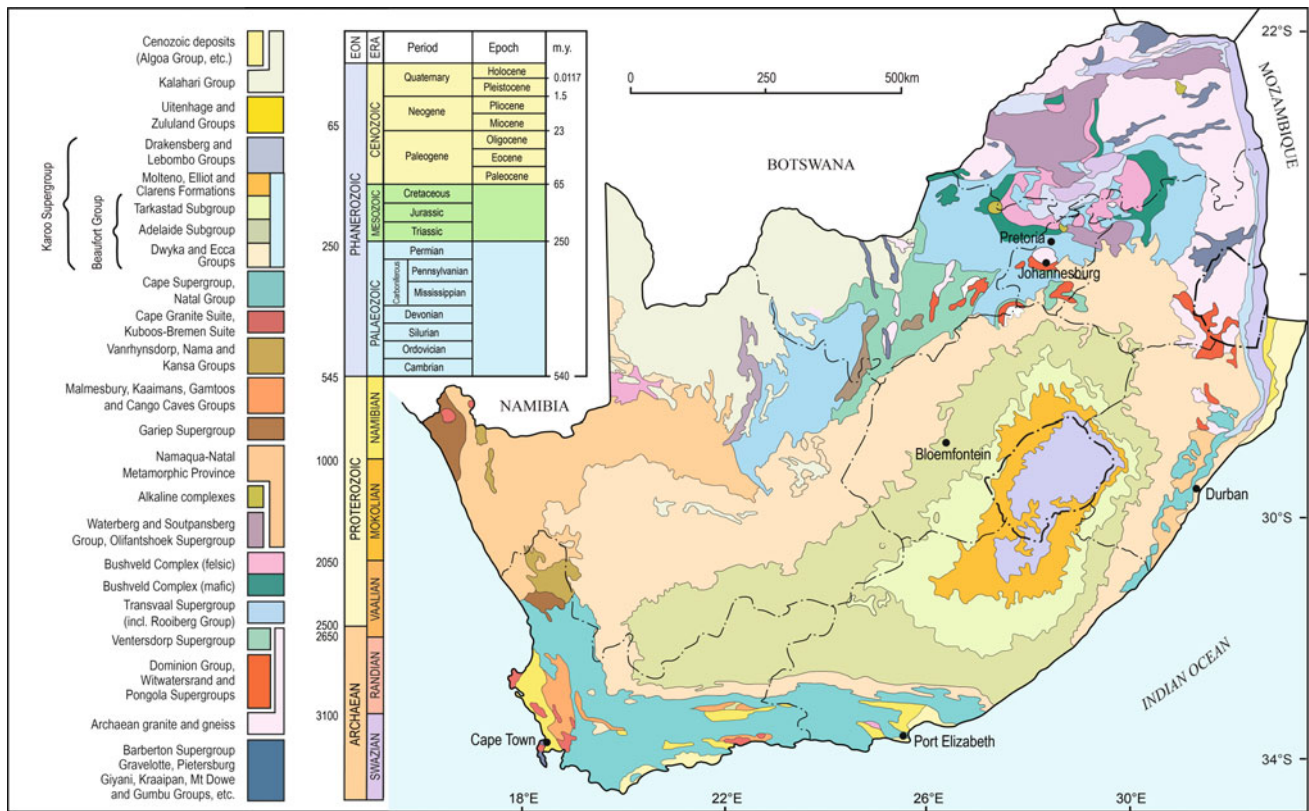 Cenozoic deposits
(Algoa Group, etc.)
Kalahari Group
Uitenhage and
Zululand Groups
Drakensberg and
Lebombo Groups
Molteno, Elliot and
Clarens Formations
Tarkastad Subgroup
Adelaide Subgroup
Dwyka and Ecca
Groups
Karoo Supergroup
Beaufort Group
Cape Supergroup,
Natal Group
Cape Granite Suite,
Kuboos-Bremen Suite
Vanrhynsdorp, Nama and
Kansa Groups
Malmesbury, Kaaimans, Gamtoos
and Cango Caves Groups
Gariep Supergroup
Namaqua-Natal
Metamorphic Province
Alkaline complexes
Waterberg and Soutpansberg
Group, Olifantshoek Supergroup
Bushveld Complex (felsic)
Bushveld Complex (mafic)
Transvaal Supergroup
(incl. Rooiberg Group)
Ventersdorp Supergroup
Dominion Group,
Witwatersrand and
Pongola Supergroups
Archaean granite and gneiss
Barberton Supergroup
Gravelotte, Pietersburg
Giyani, Kraaipan, Mt Dowe
and Gumbu Groups, etc.
EON
ERA
Period
Epoch
m.y.
PHANEROZOIC
CENOZOIC
Quaternary
Holocene
0.0117
Pleistocene
1.5
Neogene
Pliocene
Miocene
23
Paleogene
Oligocene
Eocene
Paleocene
65
65
MESOZOIC
Cretaceous
Jurassic
Triassic
250
250
PALAEOZOIC
Permian
Carboniferous
Pennsylvanian
Mississippian
Devonian
Silurian
Ordovician
Cambrian
545
540
PROTEROZOIC
NAMIBIAN
1000
MOKOLIAN
2050
VAALIAN
2500
2650
ARCHAEAN
RANDIAN
3100
SWAZIAN
0
250
500km
22°S
MOZAMBIQUE
BOTSWANA
Pretoria
Johannesburg
NAMIBIA
Bloemfontein
Durban
30°S
INDIAN OCEAN
Cape Town
Port Elizabeth
34°S
18°E
22°E
26°E
30°E